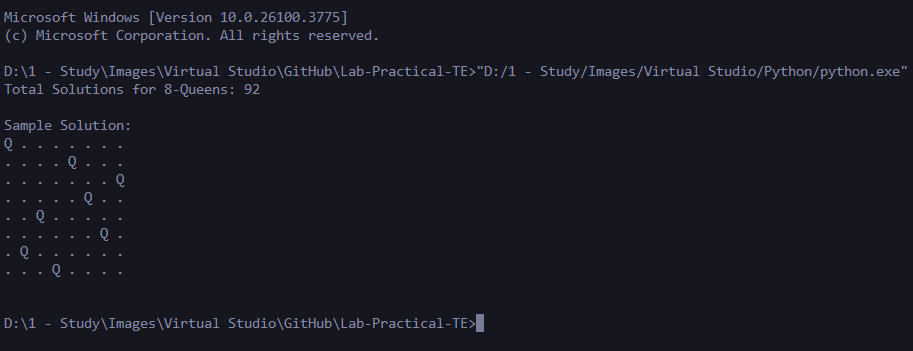 Microsoft Windows [Version 10.0.26100.3775]
(c) Microsoft Corporation. All rights reserved.
D:\1 - Study\Images\Virtual Studio\GitHub\Lab-Practical-TE>"D:/1 - Study/Images/Virtual Studio/Python/python.exe"
Total Solutions for 8-Queens: 92
Sample Solution:
Q . . . . . . .
. . . . Q . . .
. . . . . . . Q
. . . . . Q . .
. . Q . . . . .
. . . . . . Q .
. Q . . . . . .
. . . Q . . . .
D:\1 - Study\Images\Virtual Studio\GitHub\Lab-Practical-TE>